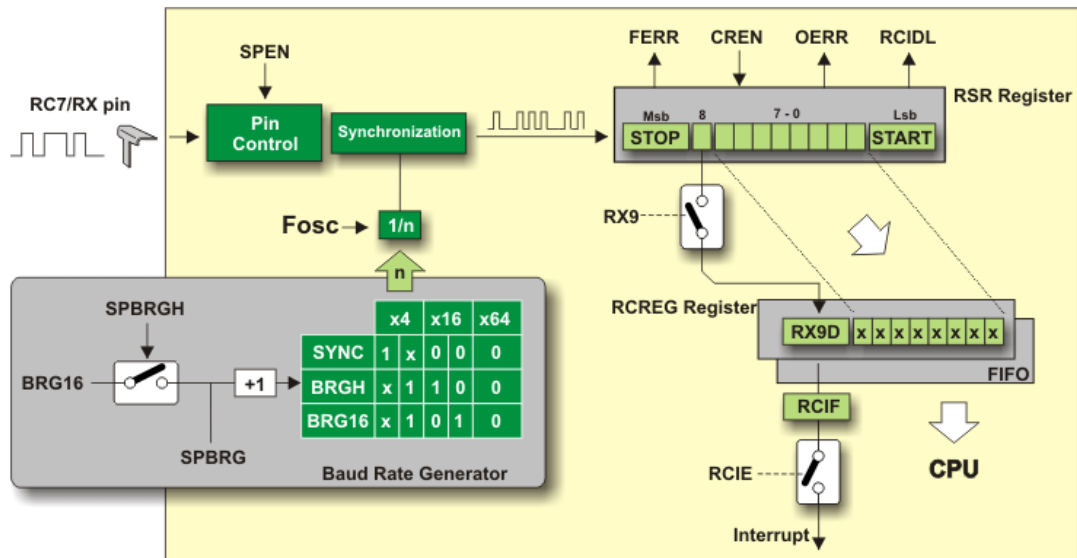 FERR CREN OERR RCIDL
SPEN
RSR Register
RC7/RX pin
Msb 8 7 - 0 Lsb
Pin Control
Synchronization
STOP START
RX9
Fosc 1/n
n
SPBRGH
x4 x16 x64
RCREG Register
RX9D x x x x x x x x
SYNC 1 x 0 0 0
FIFO
BRG16
+1
BRGH x 1 1 0 0
RCIF
BRG16 x 1 0 1 0
SPBRG
Baud Rate Generator
RCIE
CPU
Interrupt